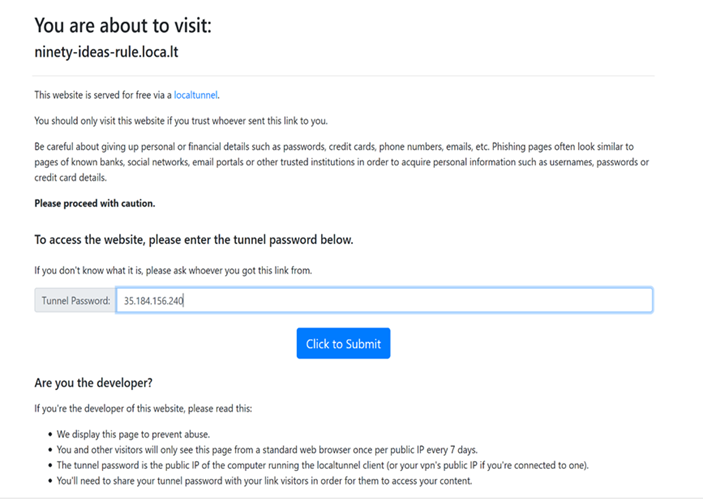 You are about to visit:
ninety-ideas-rule.loca.lt
This website is served for free via a localtunnel.
You should only visit this website if you trust whoever sent this link to you.
Be careful about giving up personal or financial details such as passwords, credit cards, phone numbers, emails, etc. Phishing pages often look similar to
pages of known banks, social networks, email portals or other trusted institutions in order to acquire personal information such as usernames, passwords or
credit card details.
Please proceed with caution.
To access the website, please enter the tunnel password below.
If you don't know what it is, please ask whoever you got this link from.
Tunnel Password: 35.184.156.240
Click to Submit
Are you the developer?
If you're the developer of this website, please read this:
• We display this page to prevent abuse.
• You and other visitors will only see this page from a standard web browser once per public IP every 7 days.
• The tunnel password is the public IP of the computer running the localtunnel client (or your vpn's public IP if you're connected to one).
• You'll need to share your tunnel password with your link visitors in order for them to access your content.